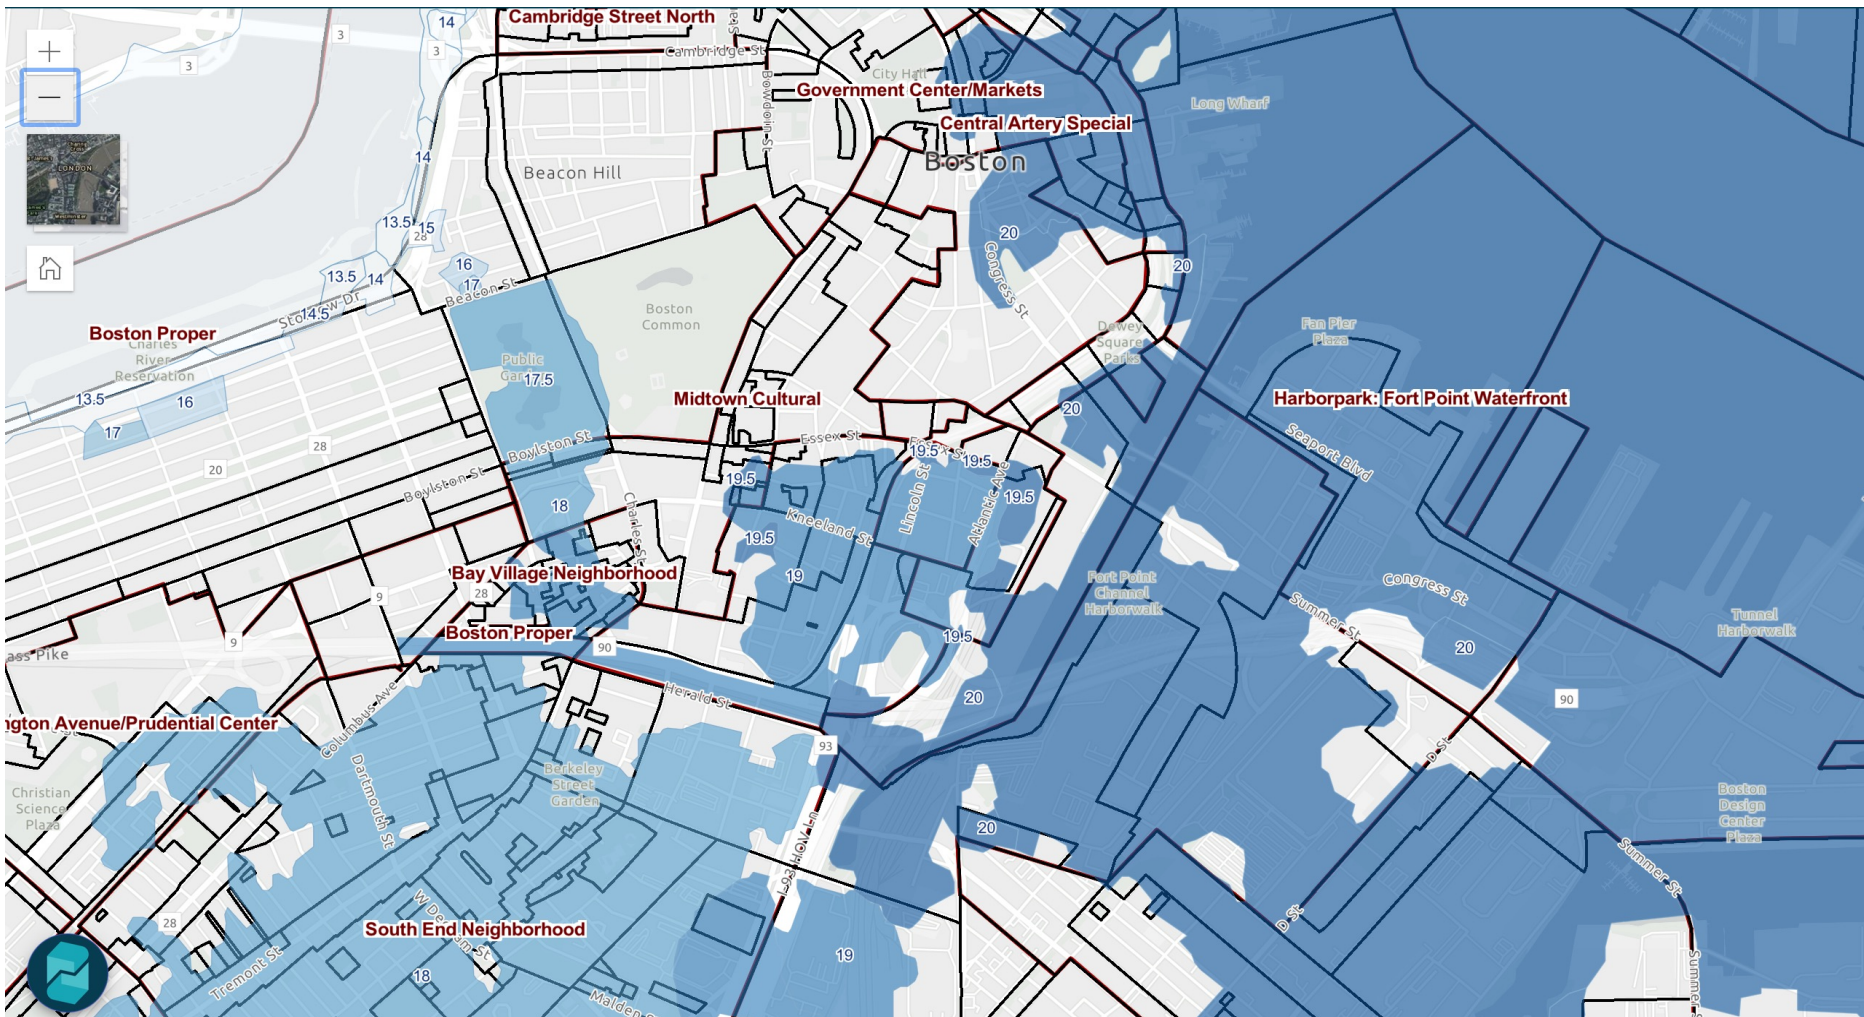 Cambridge Street North
14
3
3
3
Cambridge St
Bowdoin St
City Hall
Government Center/Markets
Central Artery Special
Long Wharf
Boston
Beacon Hill
14
LONDON
13.5
15
28
20
Congress St
16
13.5
14
17
20
Beacon St
14.5
Boston
Common
Boston Proper
Charles
River
Reservation
Dewey
Square
Parks
Fan Pier
Plaza
Public
17.5
13.5
16
Midtown Cultural
Harborpark: Fort Point Waterfront
20
17
28
Boylston St
Essex St
Seaport Blvd
19.5
19.5
20
Boylston St
19.5
19.5
18
Charles St
Kneeland St
Lincoln St
Atlantic Ave
19.5
Bay Village Neighborhood
19
Fort Point
Channel
Harborwalk
Congress St
28
9
Summer St
Tunnel
Harborwalk
Boston Proper
9
90
19.5
20
ass Pike
Herald St
20
90
ngton Avenue/Prudential Center
Columbus Ave
93
D St
Dartmouth St
Berkeley
Street
Garden
Christian
Science
Plaza
Boston
Design
Center
Plaza
20
I-93 HOV Ln
Summer St
28
South End Neighborhood
D St
19
18
Tremont St